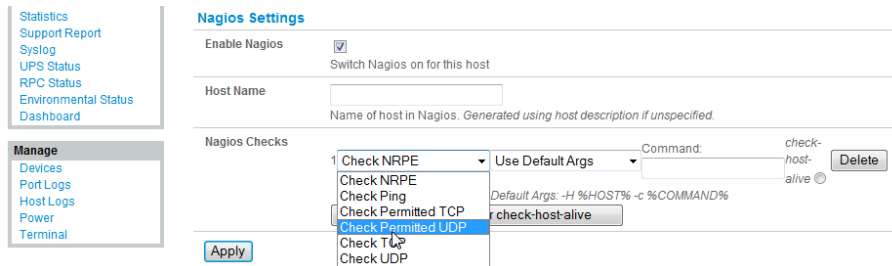 Statistics
Support Report
Syslog
UPS Status
RPC Status
Environmental Status
Dashboard
Manage
Devices
Port Logs
Host Logs
Power
Terminal
Nagios Settings
Enable Nagios
Switch Nagios on for this host
Host Name
Name of host in Nagios. Generated using host description if unspecified.
Nagios Checks
1 Check NRPE Use Default Args Command: check-host-alive Delete
Check NRPE
Check Ping
Check Permitted TCP
Check Permitted UDP
Check TCP
Check UDP
Default Args: -H %HOST% -c %COMMAND%
check-host-alive
Apply